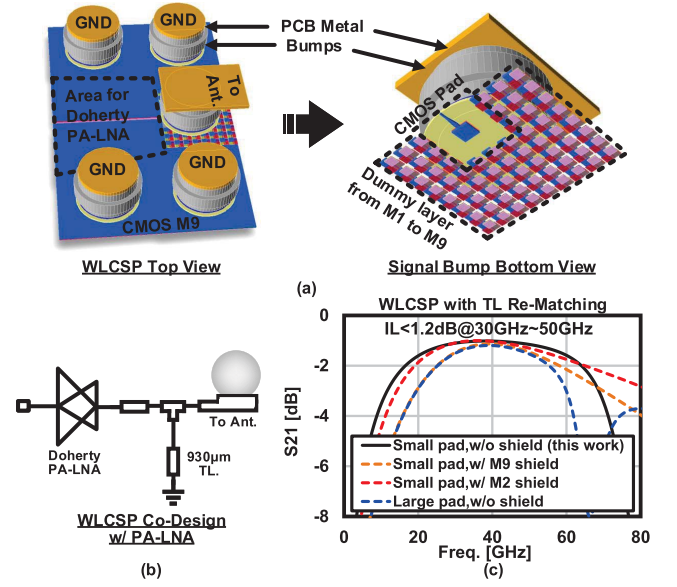 GND
GND
PCB Metal
Bumps
Area for
Doherty
PA-LNA
To
Ant.
GND
GND
CMOS M9
CMOS Pad
Dummy layer
from M1 to M9
WLCSP Top View
Signal Bump Bottom View
(a)
Doherty
PA-LNA
To Ant.
930μm
TL.
WLCSP Co-Design
w/ PA-LNA
(b)
WLCSP with TL Re-Matching
IL<1.2dB@30GHz~50GHz
S21 [dB]
0
-2
-4
-6
-8
Small pad,w/o shield (this work)
Small pad,w/ M9 shield
Small pad,w/ M2 shield
Large pad,w/o shield
0
20
40
60
80
Freq. [GHz]
(c)